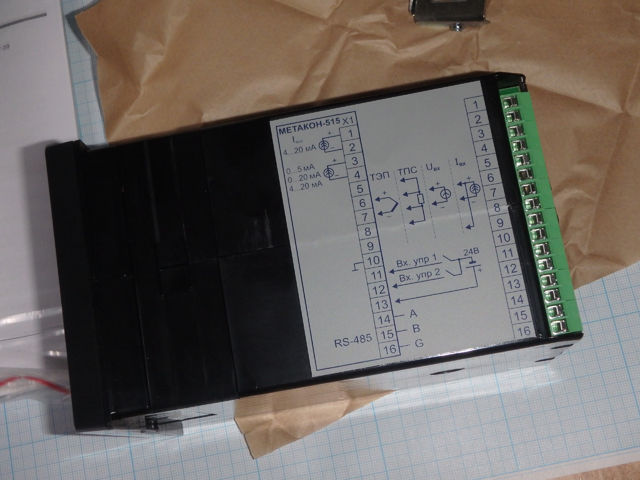 МЕТАКОН-515 X1
4...20 мА
0...5 мА
0...20 мА
4...20 мА
1
2
3
4
5
6
7
8
9
10
11
12
13
14
15
16
ТЭП
ТПС
Uвх
Iвх
Вх. упр 1
Вх. упр 2
24В
A
B
G
RS-485
1
2
3
4
5
6
7
8
9
10
11
12
13
14
15
16